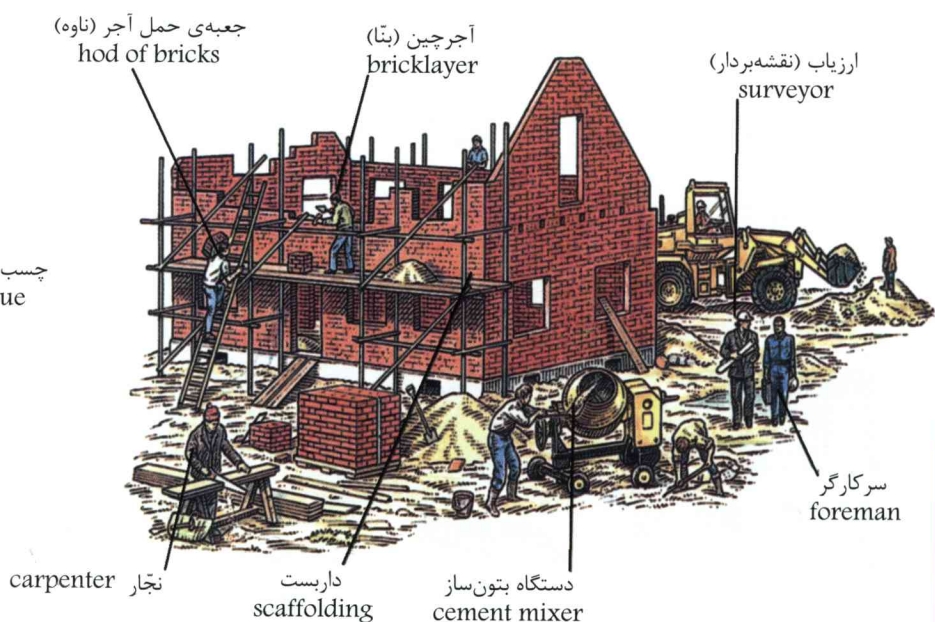 جعبه‌ی حمل آجر (ناوه)
hod of bricks
آجرچین (بنّا)
bricklayer
ارزیاب (نقشه‌بردار)
surveyor
چسب
ue
سرکارگر
foreman
carpenter نجّار
داربست
scaffolding
دستگاه بتون‌ساز
cement mixer